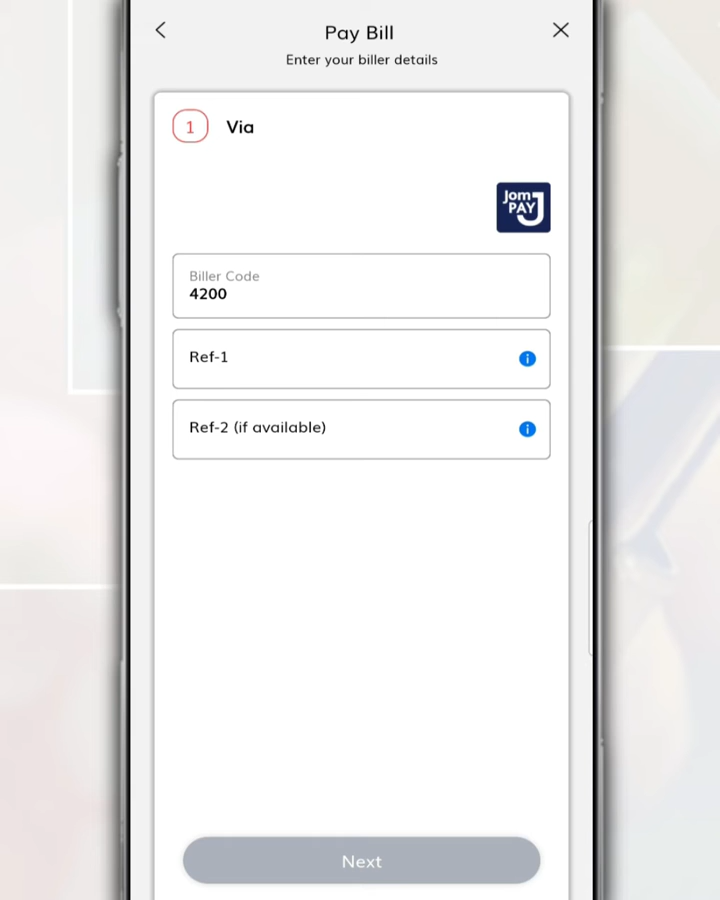 Pay Bill
Enter your biller details
1 Via
Jom
PAY
Biller Code
4200
Ref-1
Ref-2 (if available)
Next